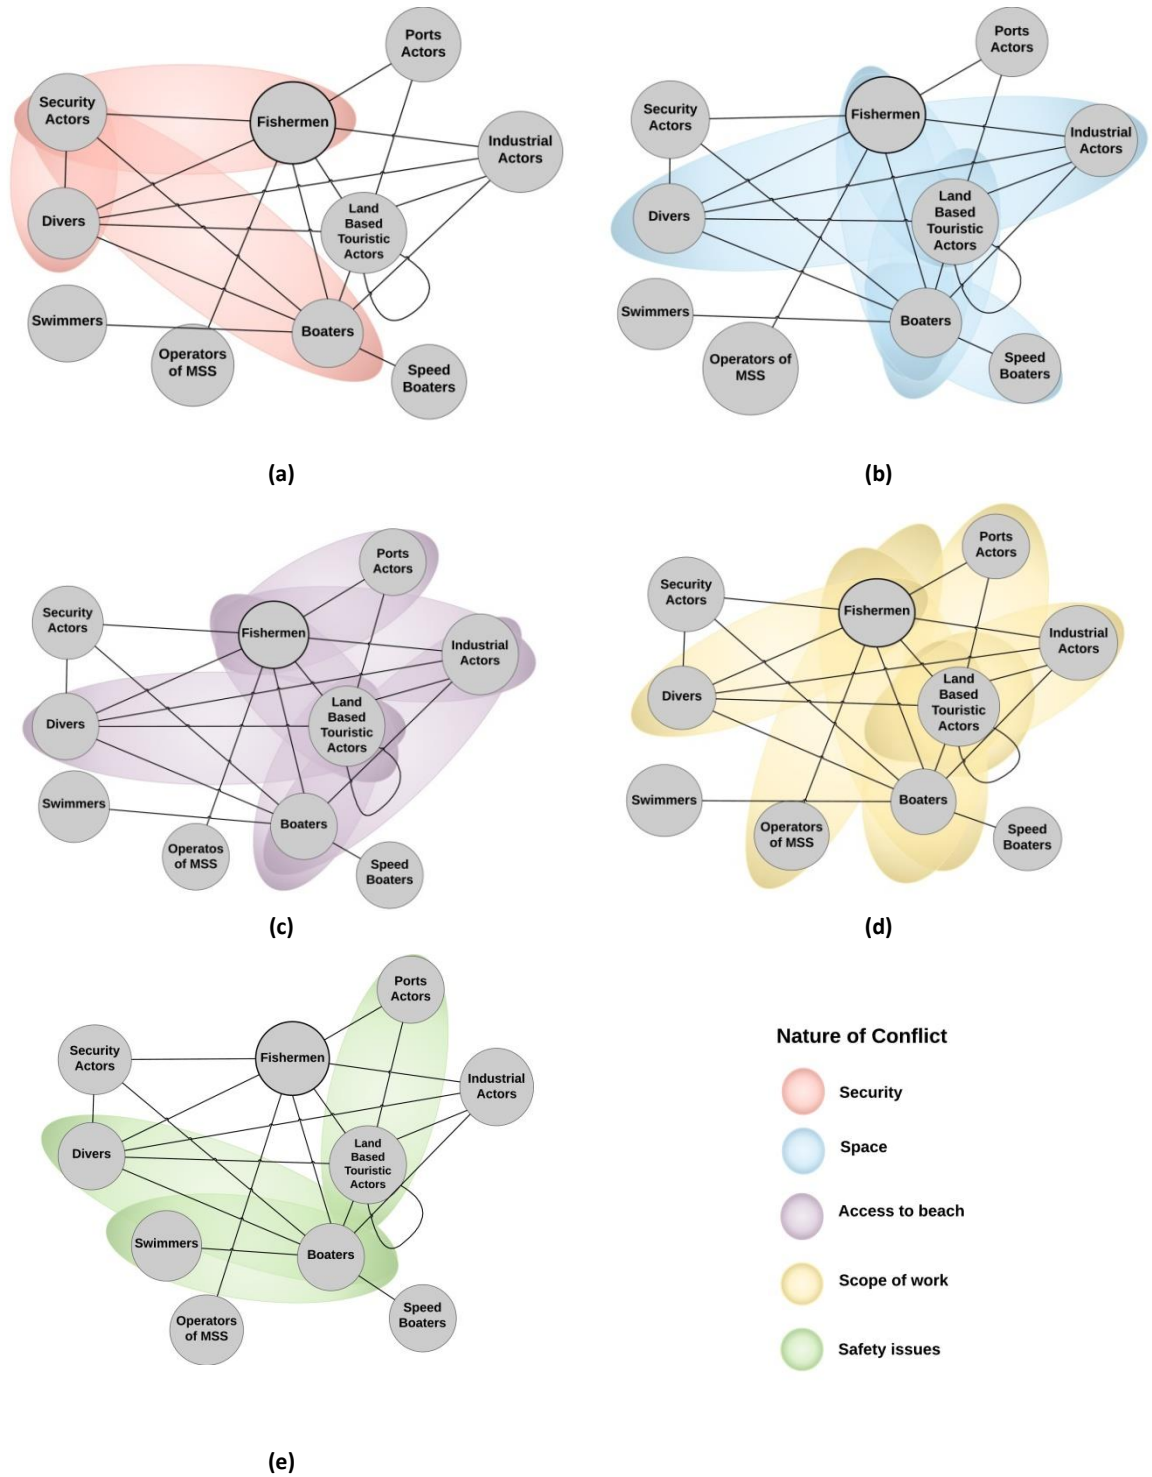 Ports
Actors
Security
Actors
Fishermen
Industrial
Actors
Divers
Land
Based
Touristic
Actors
Swimmers
Boaters
Operators
of MSS
Speed
Boaters
(a)
Ports
Actors
Security
Actors
Fishermen
Industrial
Actors
Divers
Land
Based
Touristic
Actors
Swimmers
Boaters
Operators of
MSS
Speed
Boaters
(b)
Ports
Actors
Security
Actors
Fishermen
Industrial
Actors
Divers
Land
Based
Touristic
Actors
Swimmers
Boaters
Operatos
of MSS
Speed
Boaters
(c)
Ports
Actors
Security
Actors
Fishermen
Industrial
Actors
Divers
Land
Based
Touristic
Actors
Swimmers
Boaters
Operators
of MSS
Speed
Boaters
(d)
Ports
Actors
Security
Actors
Fishermen
Industrial
Actors
Divers
Land
Based
Touristic
Actors
Swimmers
Boaters
Operators
of MSS
Speed
Boaters
(e)
Nature of Conflict
Security
Space
Access to beach
Scope of work
Safety issues